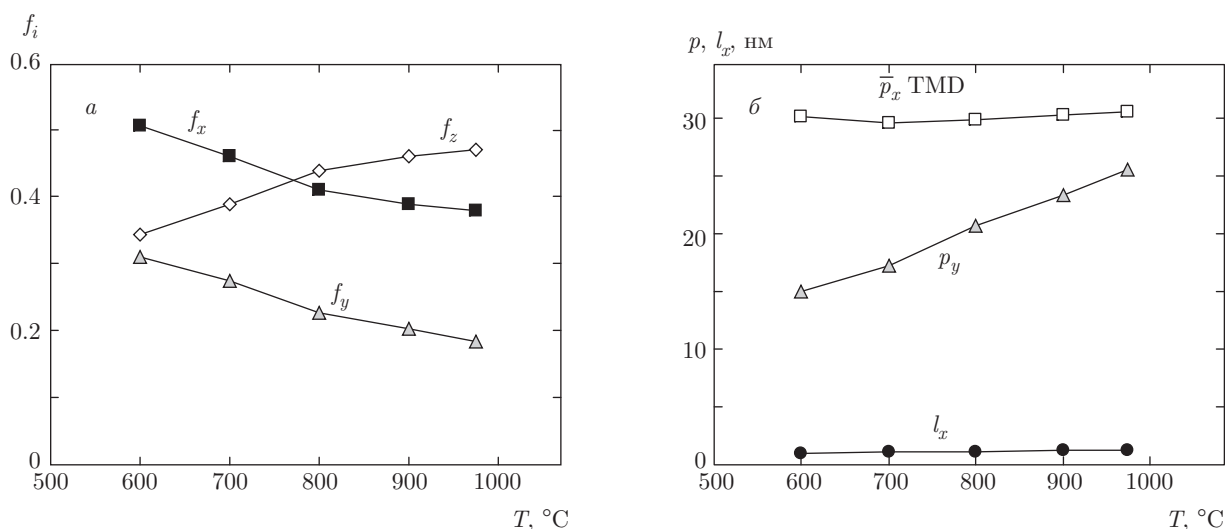 f_i
0.6
а
f_x
f_z
0.4
f_y
0.2
0
500 600 700 800 900 1000
T, °C
p, l_x, нм
p̅_x TMD
б
30
20
p_y
10
l_x
0
500 600 700 800 900 1000
T, °C